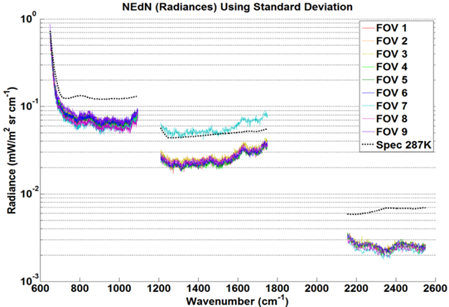 NEdN (Radiances) Using Standard Deviation
10^0
10^-1
10^-2
10^-3
Radiance (mW/m^2 sr cm^-1)
FOV 1
FOV 2
FOV 3
FOV 4
FOV 5
FOV 6
FOV 7
FOV 8
FOV 9
Spec 287K
600 800 1000 1200 1400 1600 1800 2000 2200 2400 2600
Wavenumber (cm^-1)